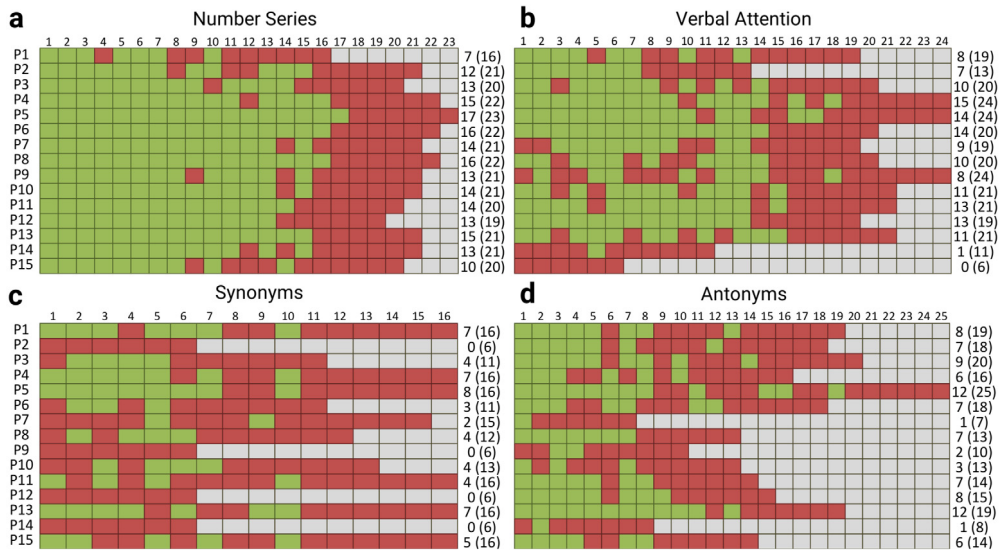 a Number Series
1 2 3 4 5 6 7 8 9 10 11 12 13 14 15 16 17 18 19 20 21 22 23
P1 7 (16)
P2 12 (21)
P3 13 (20)
P4 15 (22)
P5 17 (23)
P6 16 (22)
P7 14 (21)
P8 16 (22)
P9 13 (21)
P10 14 (21)
P11 14 (20)
P12 13 (19)
P13 15 (21)
P14 13 (21)
P15 10 (20)
b Verbal Attention
1 2 3 4 5 6 7 8 9 10 11 12 13 14 15 16 17 18 19 20 21 22 23 24
8 (19)
7 (13)
10 (20)
15 (24)
14 (24)
14 (20)
9 (19)
10 (20)
8 (24)
11 (21)
13 (21)
13 (19)
11 (21)
1 (11)
0 (6)
c Synonyms
1 2 3 4 5 6 7 8 9 10 11 12 13 14 15 16
P1 7 (16)
P2 0 (6)
P3 4 (11)
P4 7 (16)
P5 8 (16)
P6 3 (11)
P7 2 (15)
P8 4 (12)
P9 0 (6)
P10 4 (13)
P11 4 (16)
P12 0 (6)
P13 7 (16)
P14 0 (6)
P15 5 (16)
d Antonyms
1 2 3 4 5 6 7 8 9 10 11 12 13 14 15 16 17 18 19 20 21 22 23 24 25
8 (19)
7 (18)
9 (20)
6 (16)
12 (25)
7 (18)
1 (7)
7 (13)
2 (10)
3 (13)
7 (14)
8 (15)
12 (19)
1 (8)
6 (14)